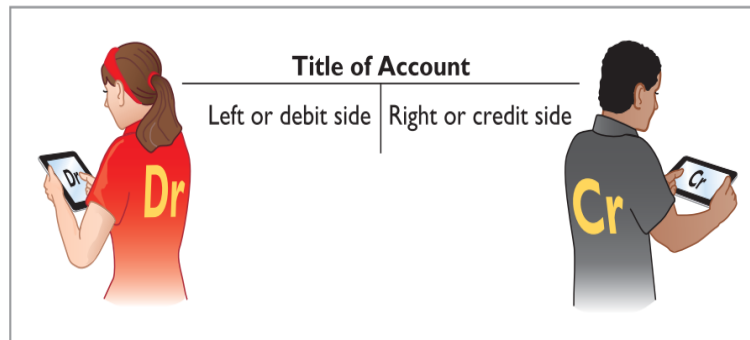 Title of Account
Left or debit side Right or credit side
Dr Dr Cr Cr